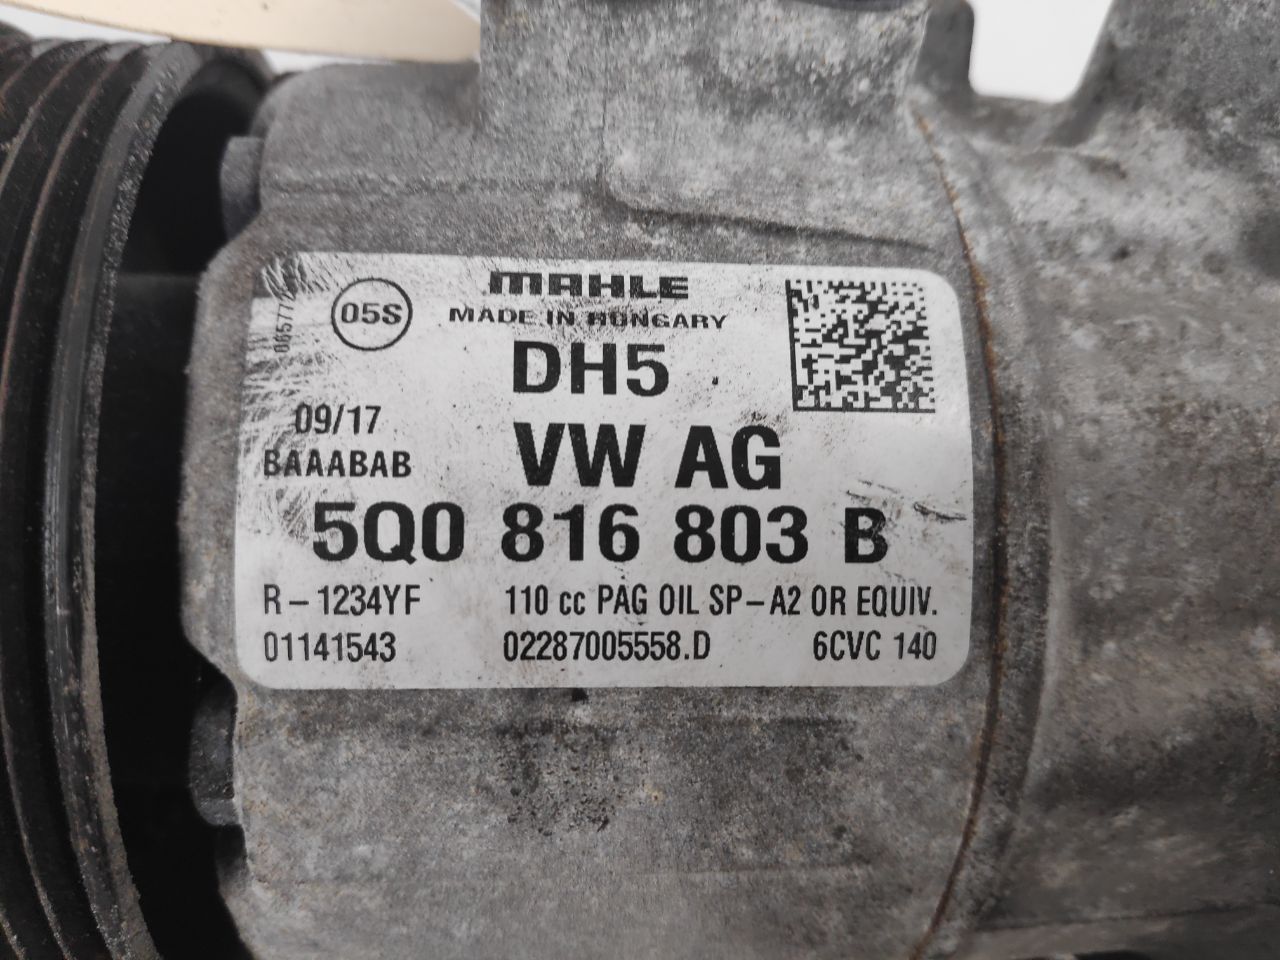 MAHLE
05S
MADE IN HUNGARY
DH5
09/17
BAAABAB
VW AG
5Q0 816 803 B
R-1234YF 110 cc PAG OIL SP-A2 OR EQUIV.
01141543 02287005558.D 6CVC 140